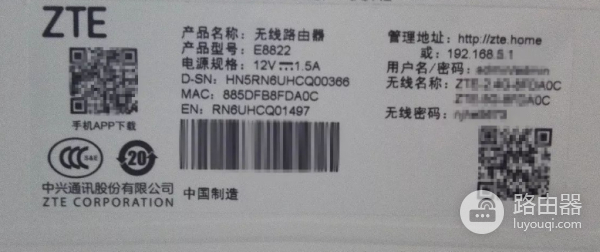 ZTE
手机APP下载
S&E
20
中兴通讯股份有限公司
ZTE CORPORATION
产品名称: 无线路由器
产品型号: E8822
电源规格: 12V 1.5A
D-SN: HN5RN6UHCQ00366
MAC: 885DFB8FDA0C
EN: RN6UHCQ01497
中国制造
管理地址: http://zte.home
或: 192.168.5.1
用户名/密码:
无线名称:
无线密码:
路由器
luyouqi.com